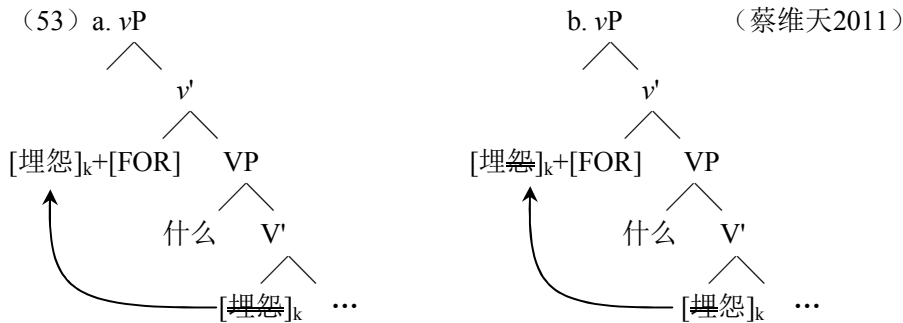 （53）a. vP b. vP （蔡维天2011）
v' v'
[埋怨]k+[FOR] VP [埋怨]k+[FOR] VP
什么 V' 什么 V'
[埋怨]k ··· [埋怨]k ···